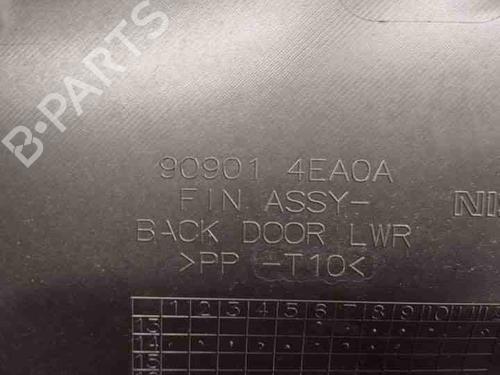 B-PARTS
90901 4EA0A
FIN ASSY-
BACK DOOR LWR
>PP -T10<
1 2 3 4 5 6 7 8 9 10 11
13
14